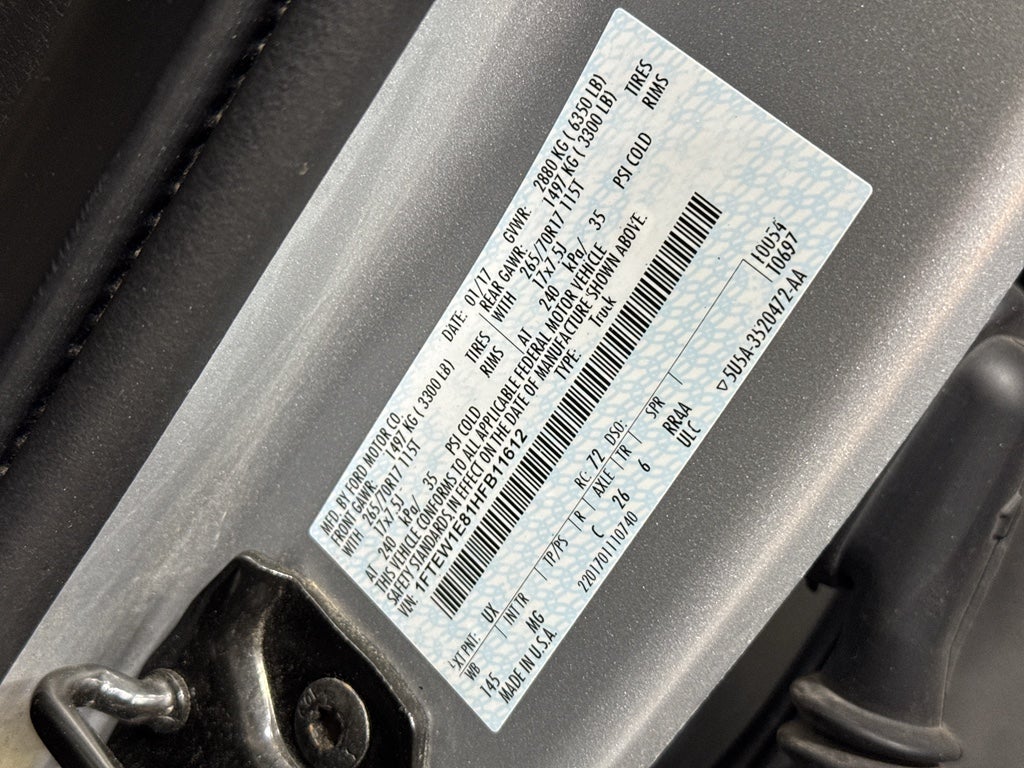 MFD. BY FORD MOTOR CO.
DATE: 01/17 GVWR: 2880 KG ( 6350 LB)
FRONT GAWR: 1497 KG ( 3300 LB) REAR GAWR: 1497 KG ( 3300 LB)
WITH 265/70R17 115T TIRES WITH 265/70R17 115T TIRES
17x7.5J RIMS 17x7.5J RIMS
AT 240 kPa/ 35 PSI COLD AT 240 kPa/ 35 PSI COLD
THIS VEHICLE CONFORMS TO ALL APPLICABLE FEDERAL MOTOR VEHICLE
SAFETY STANDARDS IN EFFECT ON THE DATE OF MANUFACTURE SHOWN ABOVE.
VIN: 1FTEW1E81HFB11612 TYPE: Truck
EXT PNT: UX RC: 72 DSO:
WB INT TR TP/PS R AXLE TR SPR 10U54
145 MG C 26 6 RRAA 10697
MADE IN U.S.A. 2201701110740 ULC ▽5U5A-3520472-AA